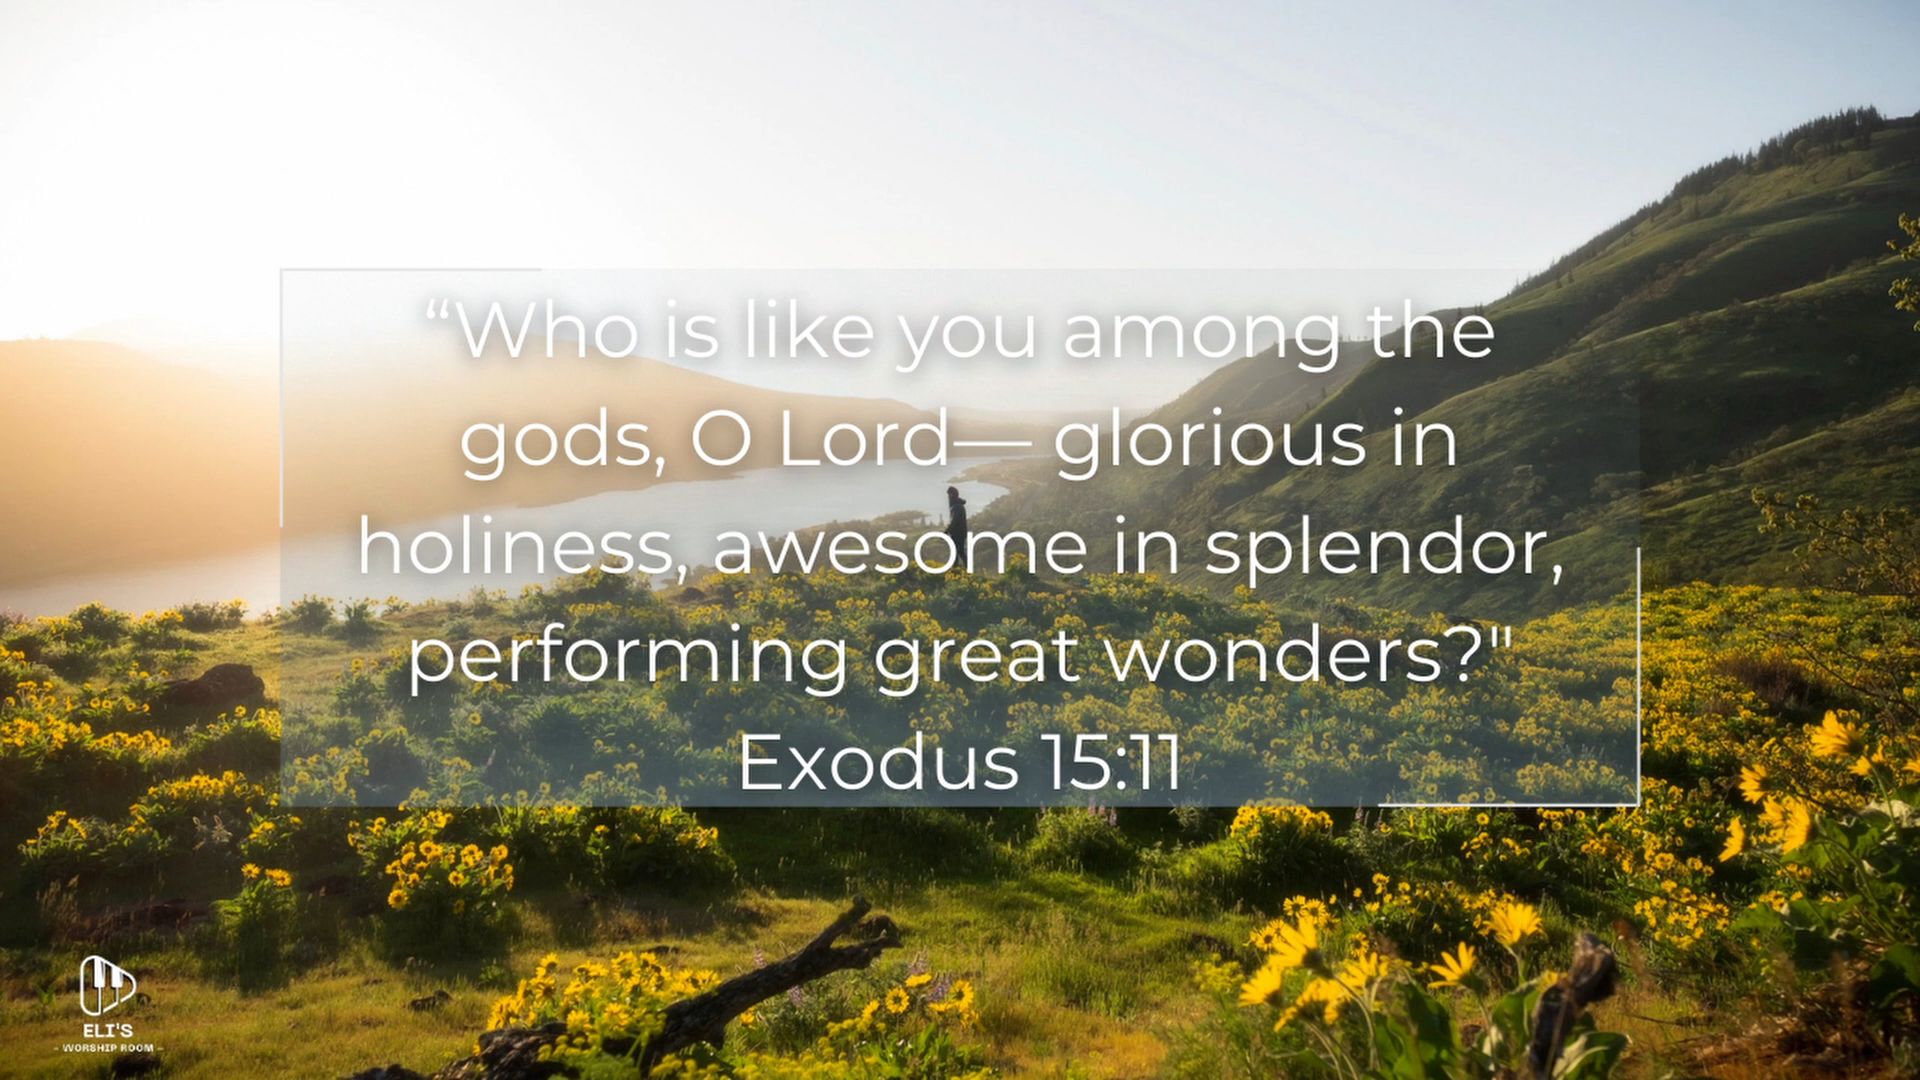 “Who is like you among the
gods, O Lord— glorious in
holiness, awesome in splendor,
performing great wonders?"
Exodus 15:11
ELI'S
- WORSHIP ROOM -